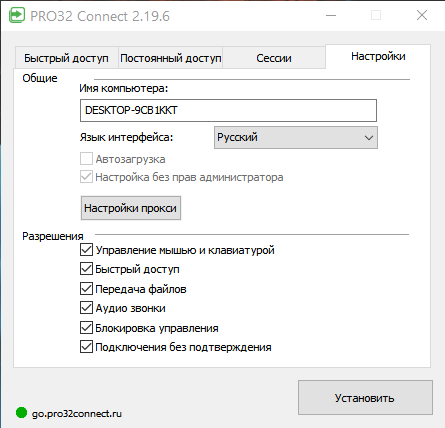 PRO32 Connect 2.19.6
Быстрый доступ Постоянный доступ Сессии Настройки
Общие
Имя компьютера:
DESKTOP-9CB1KKT
Язык интерфейса: Русский
Автозагрузка
Настройка без прав администратора
Настройки прокси
Разрешения
Управление мышью и клавиатурой
Быстрый доступ
Передача файлов
Аудио звонки
Блокировка управления
Подключения без подтверждения
Установить
go.pro32connect.ru